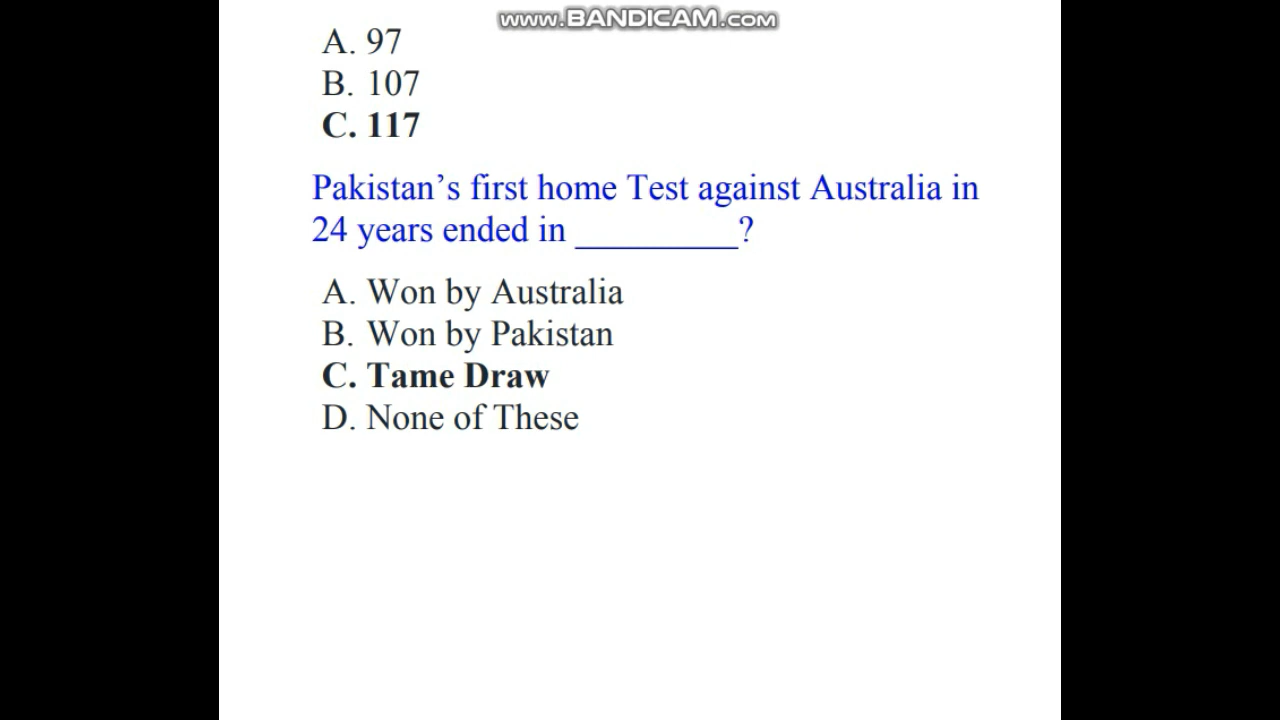 www.BANDICAM.com
A. 97
B. 107
C. 117
Pakistan’s first home Test against Australia in
24 years ended in _________?
A. Won by Australia
B. Won by Pakistan
C. Tame Draw
D. None of These